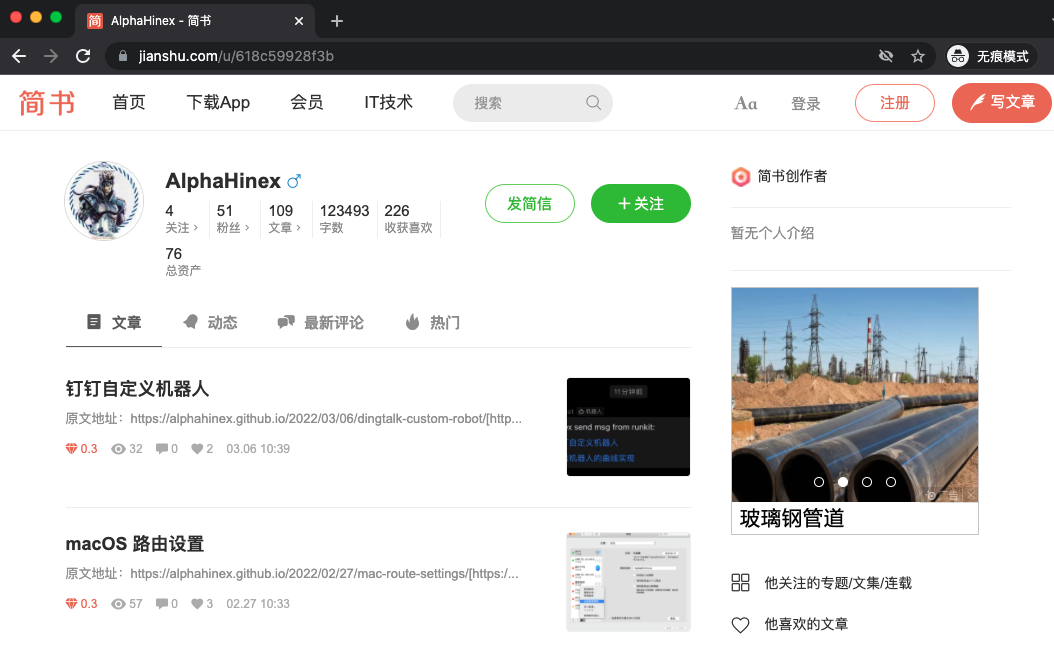 简 AlphaHinex - 简书
jianshu.com/u/618c59928f3b
无痕模式
简书
首页
下载App
会员
IT技术
搜索
Aa
登录
注册
写文章
AlphaHinex
4 51 109 123493 226
关注 粉丝 文章 字数 收获喜欢
76
总资产
发简信
+关注
简书创作者
暂无个人介绍
文章 动态 最新评论 热门
钉钉自定义机器人
原文地址：https://alphahinex.github.io/2022/03/06/dingtalk-custom-robot/[http...
0.3 32 0 2 03.06 10:39
11分钟前
机器人
send msg from runkit:
自定义机器人
机器人的曲线实现
macOS 路由设置
原文地址：https://alphahinex.github.io/2022/02/27/mac-route-settings/[https:/...
0.3 57 0 3 02.27 10:33
广告
玻璃钢管道
他关注的专题/文集/连载
他喜欢的文章